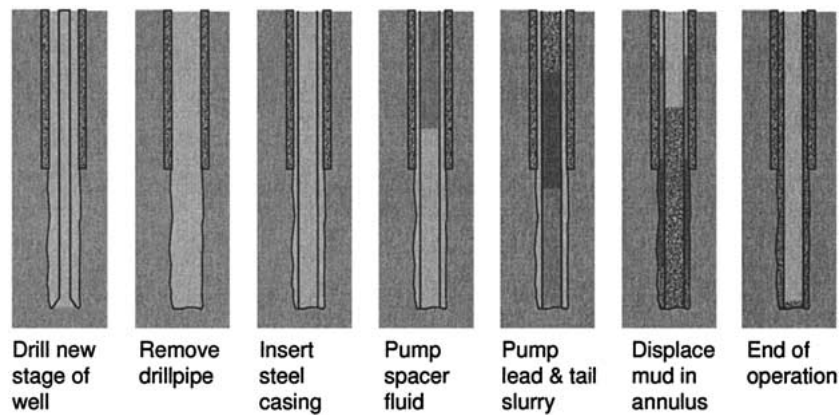 Drill new
stage of
well
Remove
drillpipe
Insert
steel
casing
Pump
spacer
fluid
Pump
lead & tail
slurry
Displace
mud in
annulus
End of
operation